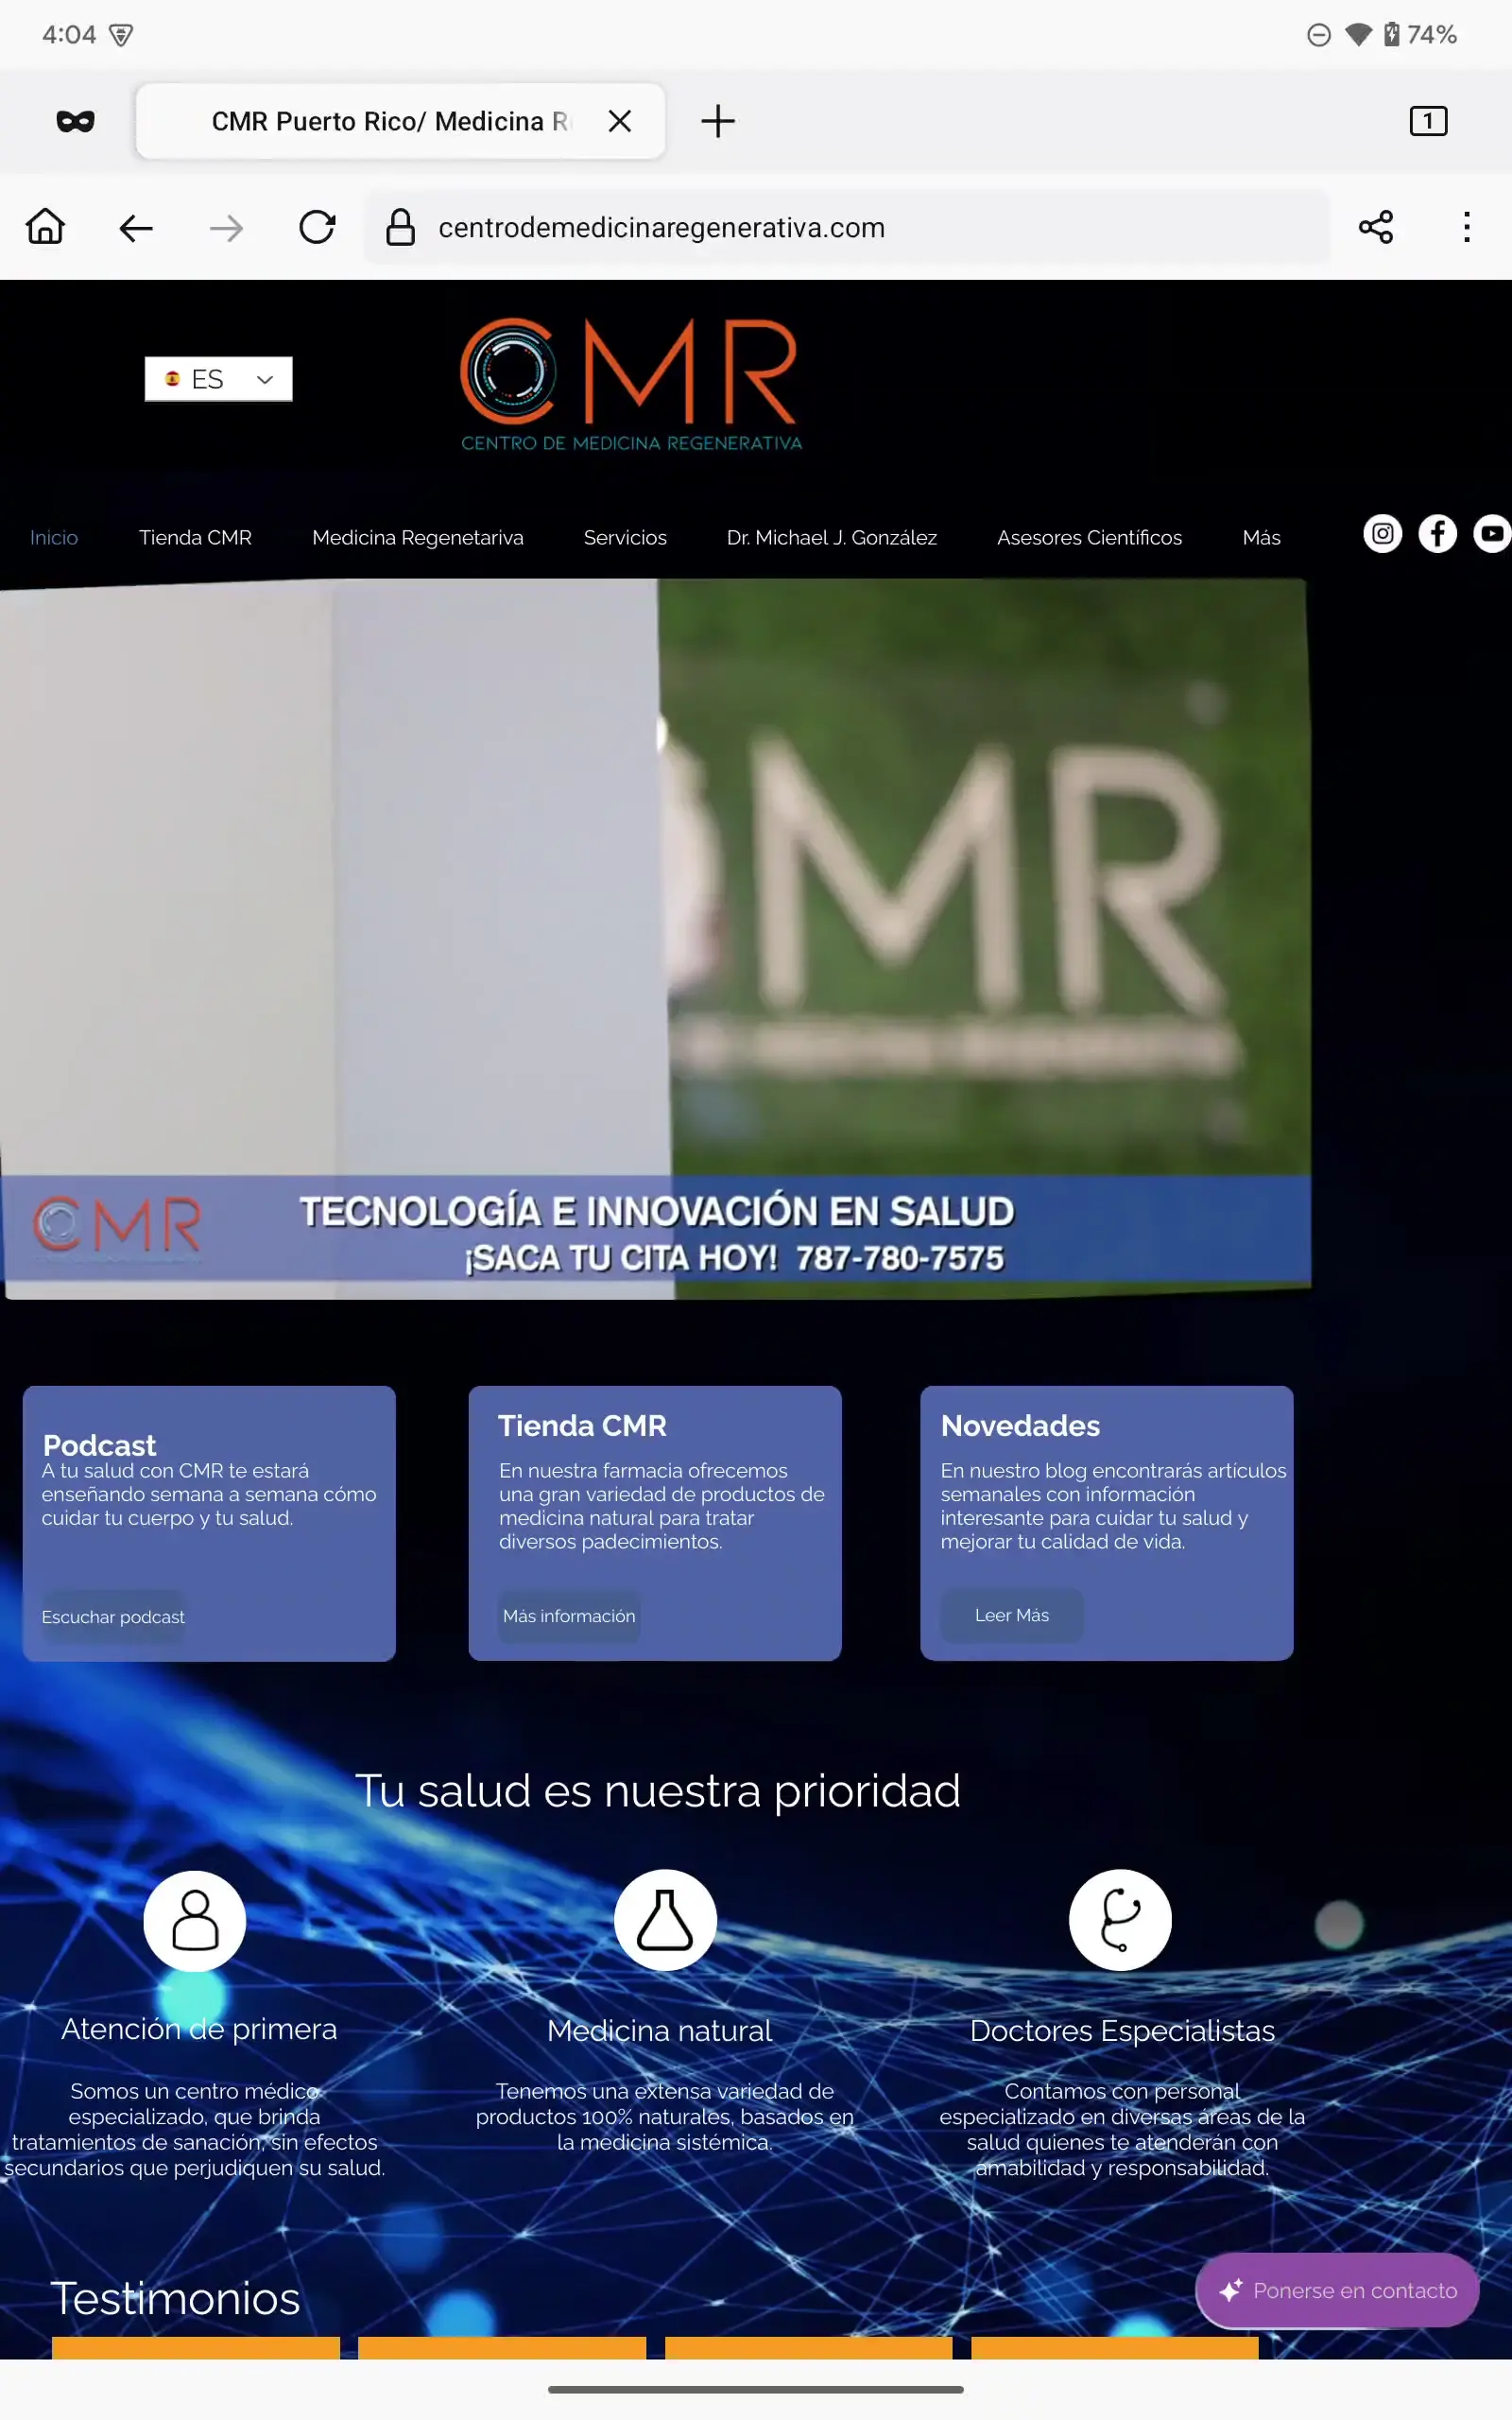 4:04
74%
CMR Puerto Rico/ Medicina R
1
centrodemedicinaregenerativa.com
ES
CMR
CENTRO DE MEDICINA REGENERATIVA
Inicio
Tienda CMR
Medicina Regenetariva
Servicios
Dr. Michael J. González
Asesores Científicos
Más
MR
CMR
TECNOLOGÍA E INNOVACIÓN EN SALUD
¡SACA TU CITA HOY! 787-780-7575
Podcast
A tu salud con CMR te estará
enseñando semana a semana cómo
cuidar tu cuerpo y tu salud.
Escuchar podcast
Tienda CMR
En nuestra farmacia ofrecemos
una gran variedad de productos de
medicina natural para tratar
diversos padecimientos.
Más información
Novedades
En nuestro blog encontrarás artículos
semanales con información
interesante para cuidar tu salud y
mejorar tu calidad de vida.
Leer Más
Tu salud es nuestra prioridad
Atención de primera
Somos un centro médico
especializado, que brinda
tratamientos de sanación, sin efectos
secundarios que perjudiquen su salud.
Medicina natural
Tenemos una extensa variedad de
productos 100% naturales, basados en
la medicina sistémica.
Doctores Especialistas
Contamos con personal
especializado en diversas áreas de la
salud quienes te atenderán con
amabilidad y responsabilidad.
Testimonios
Ponerse en contacto